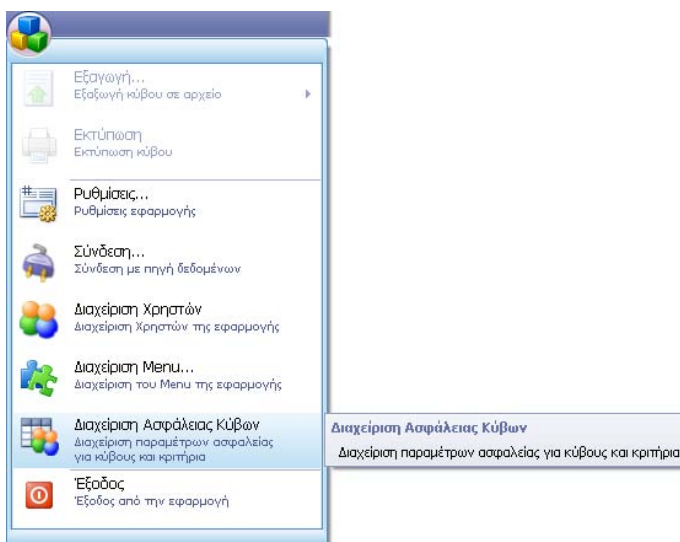 Εξαγωγή...
Εξαξωγή κύβου σε αρχείο
Εκτύπωση
Εκτύπωση κύβου
Ρυθμίσεις...
Ρυθμίσεις εφαρμογής
Σύνδεση...
Σύνδεση με πηγή δεδομένων
Διαχείριση Χρηστών
Διαχείριση Χρηστών της εφαρμογής
Διαχείριση Menu...
Διαχείριση του Menu της εφαρμογής
Διαχείριση Ασφάλειας Κύβων
Διαχείριση παραμέτρων ασφαλείας
για κύβους και κριτήρια
Έξοδος
Έξοδος από την εφαρμογή
Διαχείριση Ασφάλειας Κύβων
Διαχείριση παραμέτρων ασφαλείας για κύβους και κριτήρια